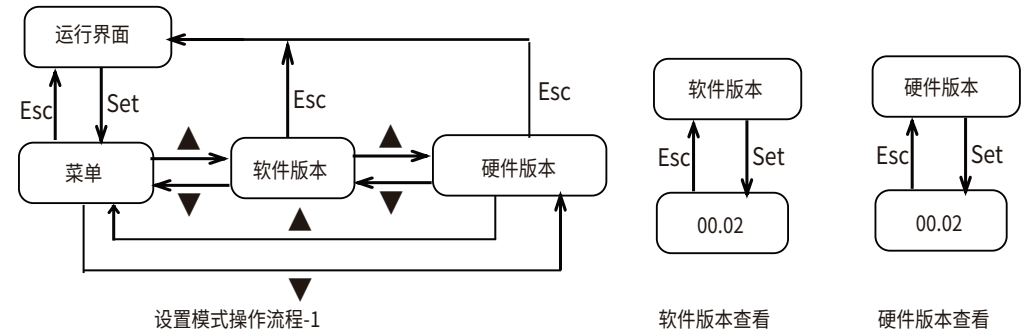 运行界面
Esc
Set
Esc
Esc
菜单
▲
软件版本
▲
硬件版本
▼
▼
▲
▼
设置模式操作流程-1
软件版本
Esc
Set
00.02
软件版本查看
硬件版本
Esc
Set
00.02
硬件版本查看